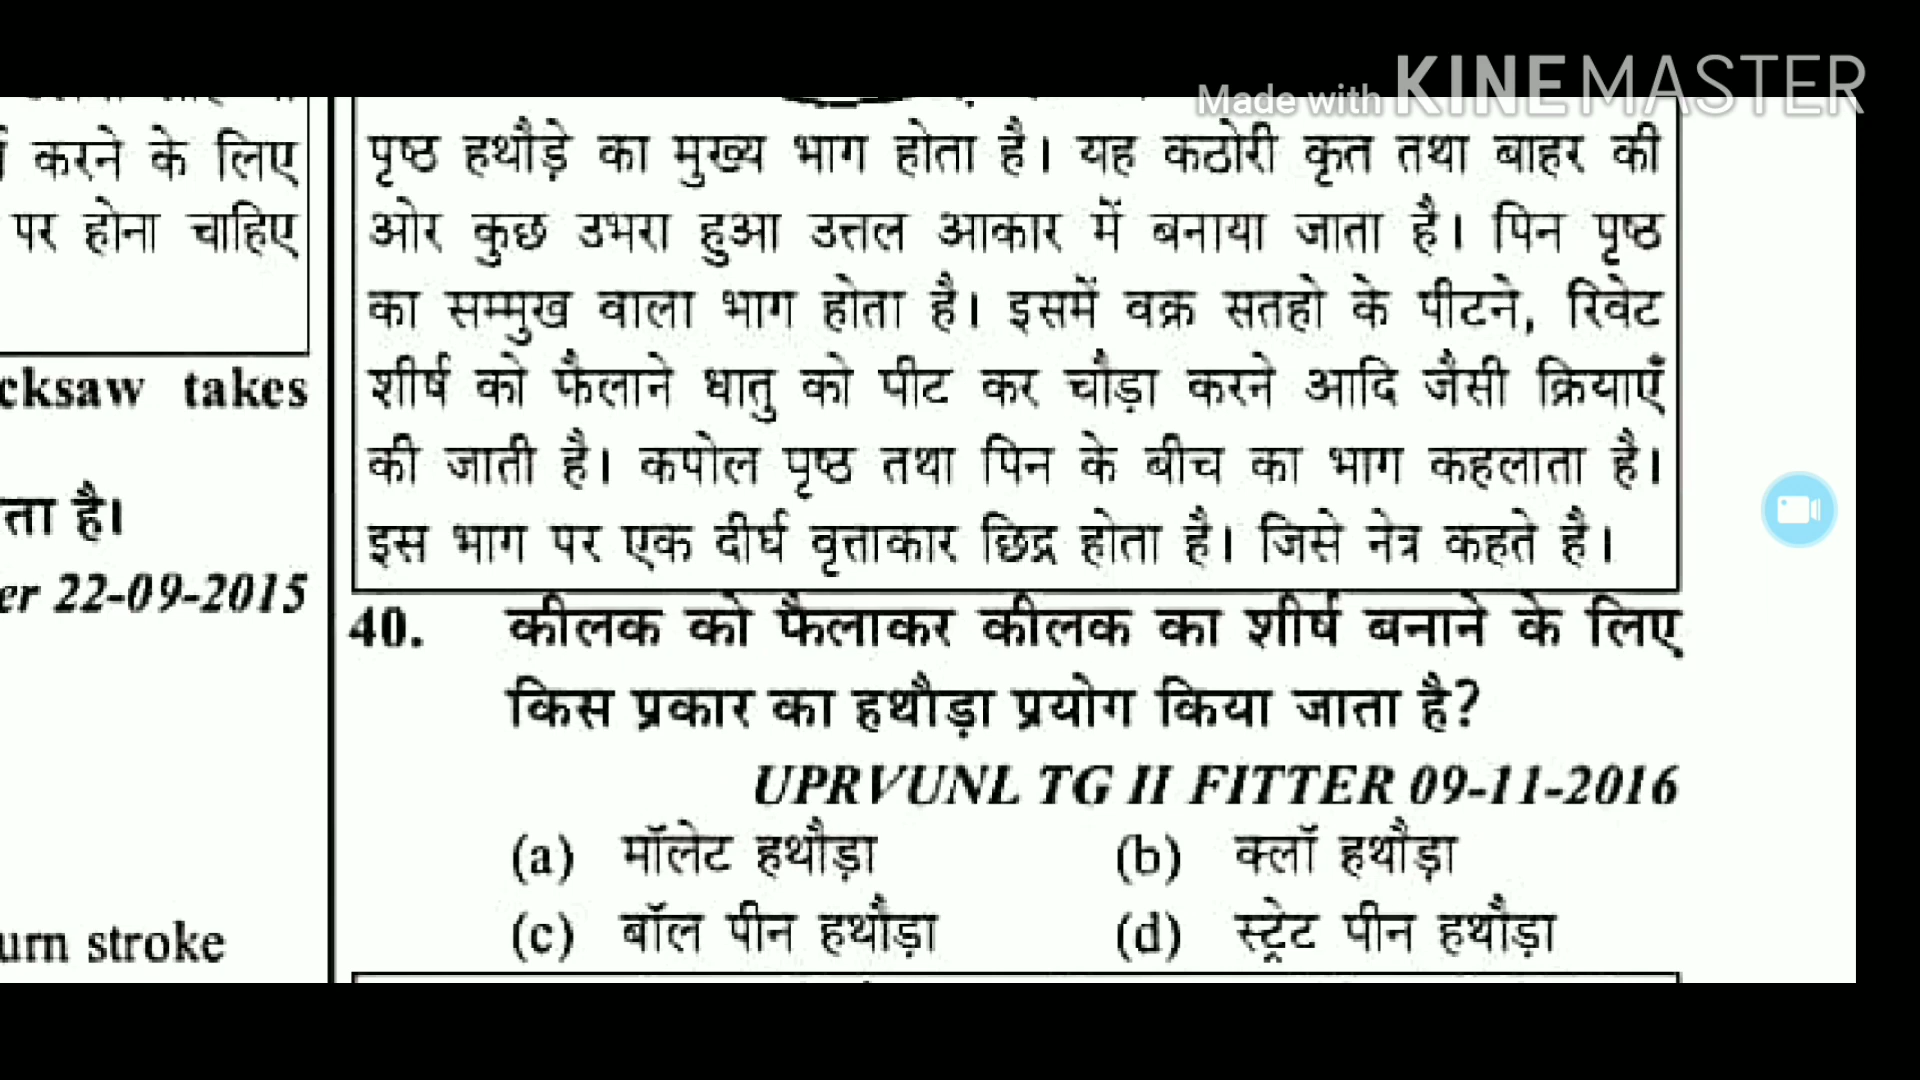 Made with KINEMASTER
करने के लिए
पर होना चाहिए
cksaw takes
ता है।
er 22-09-2015
urn stroke
पृष्ठ हथौड़े का मुख्य भाग होता है। यह कठोरी कृत तथा बाहर की
ओर कुछ उभरा हुआ उत्तल आकार में बनाया जाता है। पिन पृष्ठ
का सम्मुख वाला भाग होता है। इसमें वक्र सतहो के पीटने, रिवेट
शीर्ष को फैलाने धातु को पीट कर चौड़ा करने आदि जैसी क्रियाएँ
की जाती है। कपोल पृष्ठ तथा पिन के बीच का भाग कहलाता है।
इस भाग पर एक दीर्घ वृत्ताकार छिद्र होता है। जिसे नेत्र कहते है।
40. कीलक को फैलाकर कीलक का शीर्ष बनाने के लिए
किस प्रकार का हथौड़ा प्रयोग किया जाता है?
UPRVUNL TG II FITTER 09-11-2016
(a) मॉलेट हथौड़ा (b) क्लॉ हथौड़ा
(c) बॉल पीन हथौड़ा (d) स्ट्रेट पीन हथौड़ा